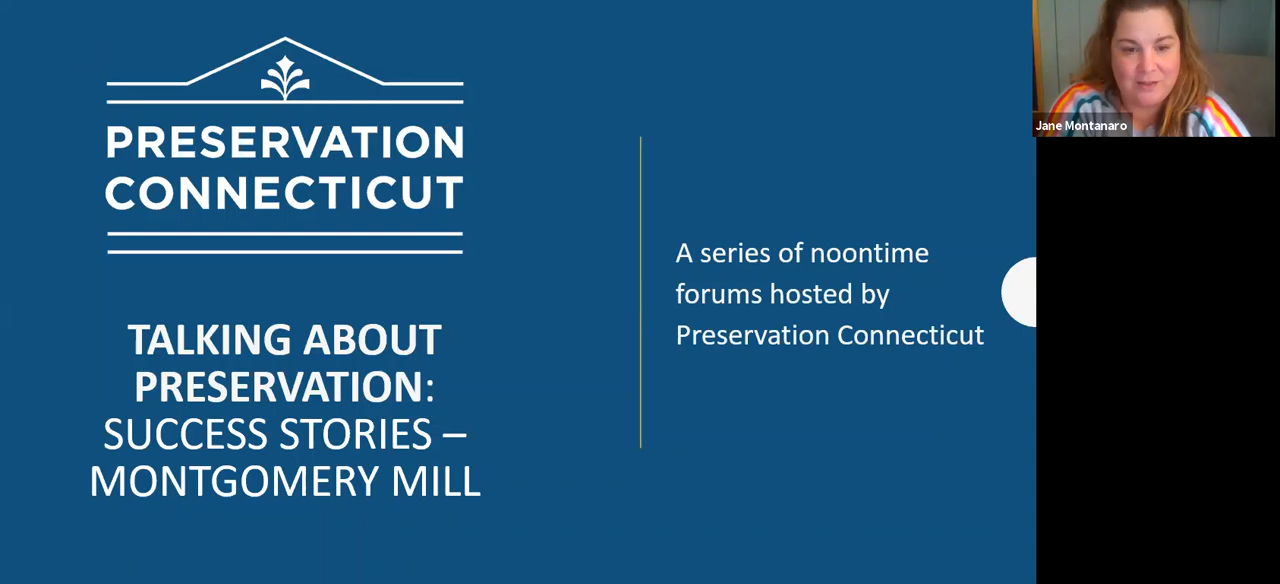 PRESERVATION
CONNECTICUT
TALKING ABOUT
PRESERVATION:
SUCCESS STORIES –
MONTGOMERY MILL
A series of noontime
forums hosted by
Preservation Connecticut
Jane Montanaro